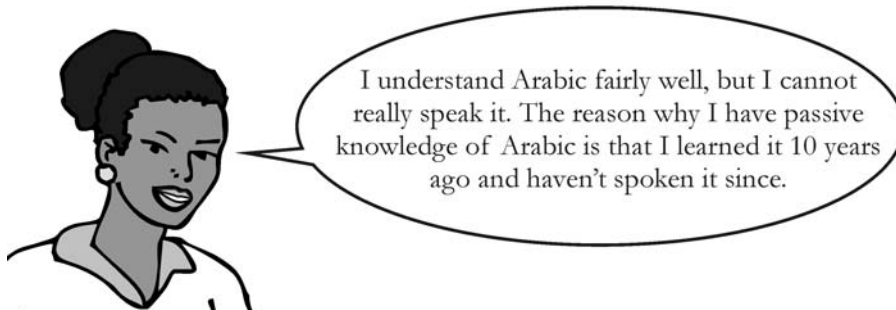 I understand Arabic fairly well, but I cannot
really speak it. The reason why I have passive
knowledge of Arabic is that I learned it 10 years
ago and haven’t spoken it since.